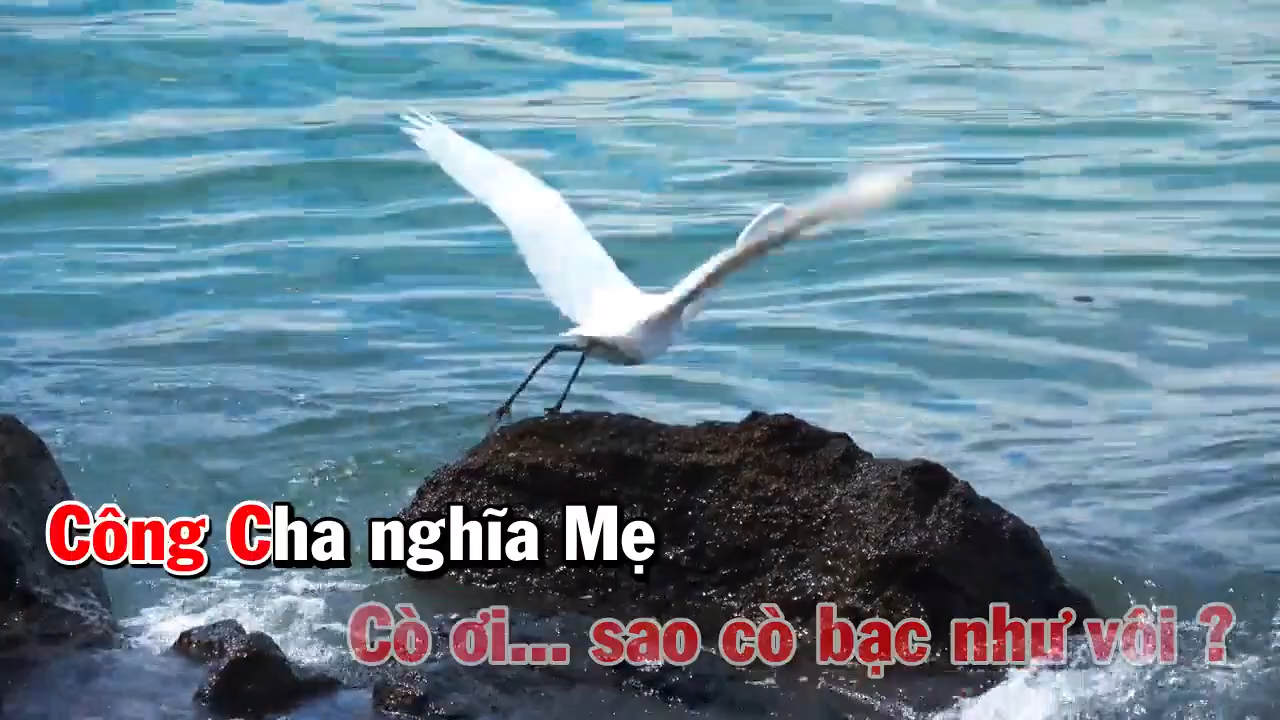 Công Cha nghĩa Mẹ
Cò ơi... sao cò bạc như vôi ?